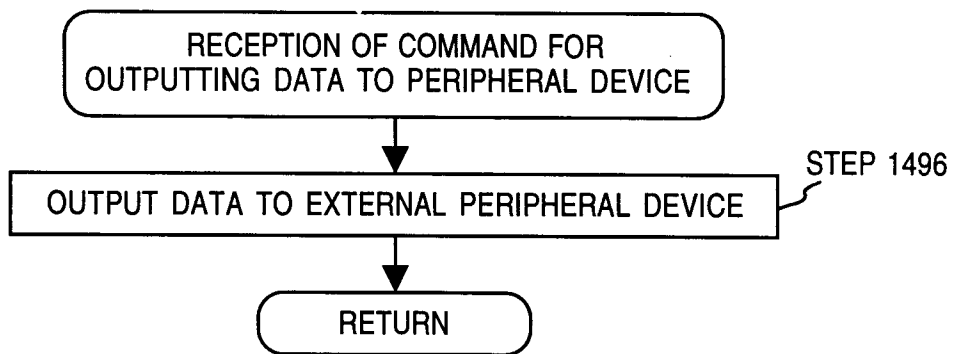 RECEPTION OF COMMAND FOR
OUTPUTTING DATA TO PERIPHERAL DEVICE
STEP 1496
OUTPUT DATA TO EXTERNAL PERIPHERAL DEVICE
RETURN